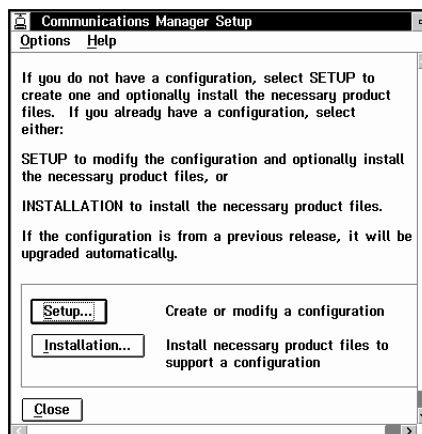 Communications Manager Setup
Options Help
If you do not have a configuration, select SETUP to
create one and optionally install the necessary product
files. If you already have a configuration, select
either:
SETUP to modify the configuration and optionally install
the necessary product files, or
INSTALLATION to install the necessary product files.
If the configuration is from a previous release, it will be
upgraded automatically.
Setup... Create or modify a configuration
Installation... Install necessary product files to
support a configuration
Close